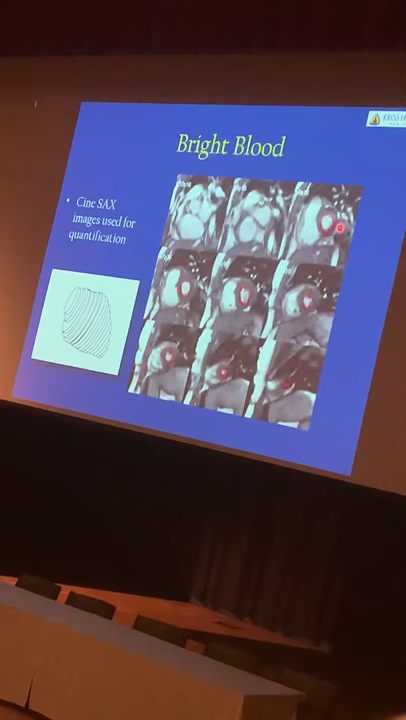 Bright Blood
• Cine SAX
images used for
quantification